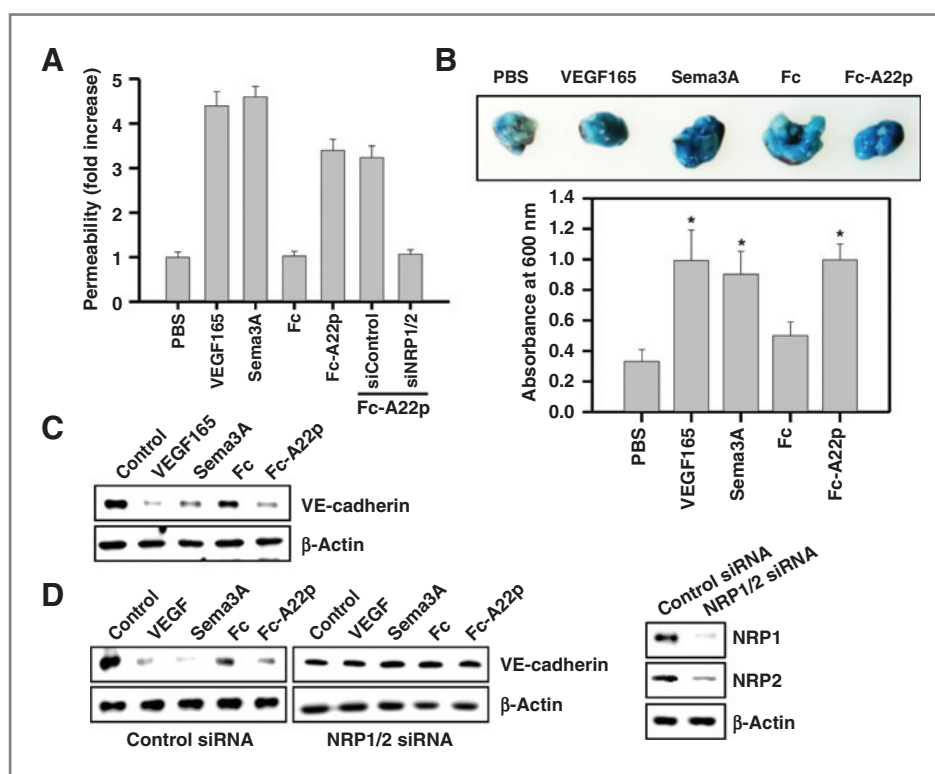 A
Permeability (fold increase)
5
4
3
2
1
0
PBS
VEGF165
Sema3A
Fc
Fc-A22p
siControl
siNRP1/2
Fc-A22p
B
PBS VEGF165 Sema3A Fc Fc-A22p
Absorbance at 600 nm
1.4
1.2
1.0
0.8
0.6
0.4
0.2
0.0
PBS
VEGF165
Sema3A
Fc
Fc-A22p
* * *
C
Control VEGF165 Sema3A Fc Fc-A22p
VE-cadherin
β-Actin
D
Control VEGF Sema3A Fc Fc-A22p Control VEGF Sema3A Fc Fc-A22p
VE-cadherin
β-Actin
Control siRNA NRP1/2 siRNA
Control siRNA NRP1/2 siRNA
NRP1
NRP2
β-Actin